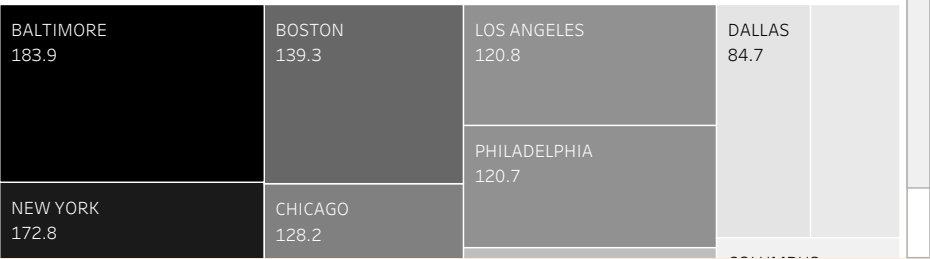 BALTIMORE
183.9
NEW YORK
172.8
BOSTON
139.3
CHICAGO
128.2
LOS ANGELES
120.8
PHILADELPHIA
120.7
DALLAS
84.7